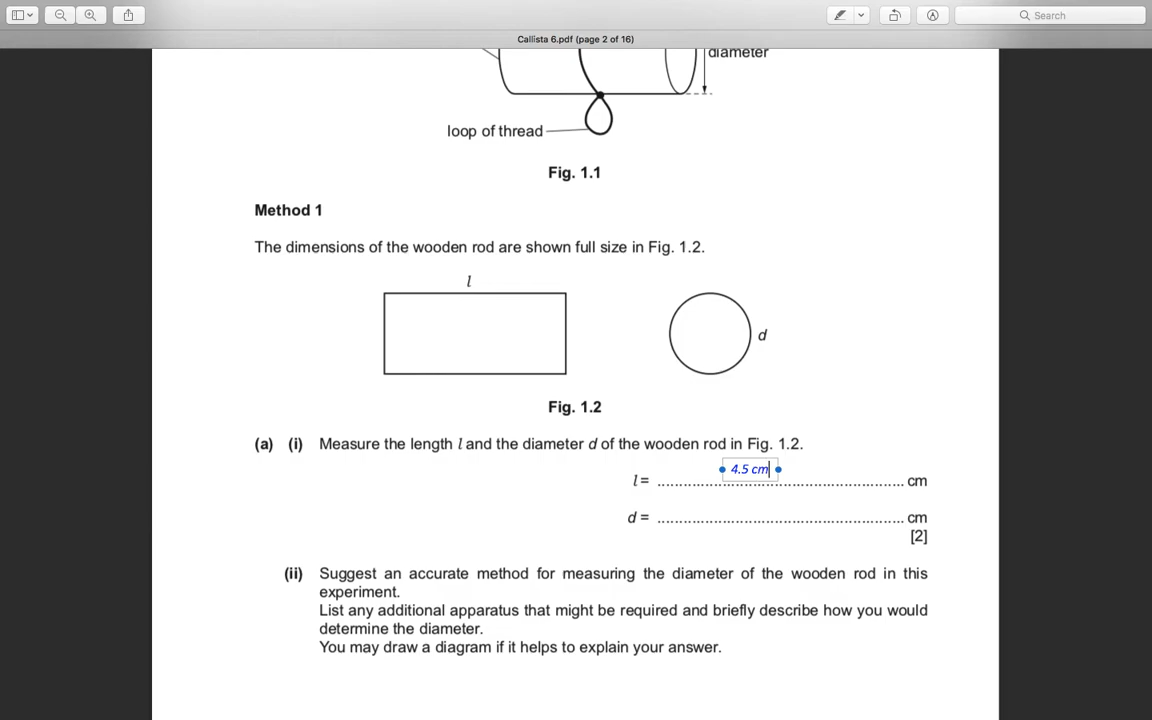 Search
Callista 6.pdf (page 2 of 16)
diameter
loop of thread
Fig. 1.1
Method 1
The dimensions of the wooden rod are shown full size in Fig. 1.2.
l
d
Fig. 1.2
(a) (i) Measure the length l and the diameter d of the wooden rod in Fig. 1.2.
4.5 cm
l = ........................................................ cm
d = ........................................................ cm
[2]
(ii) Suggest an accurate method for measuring the diameter of the wooden rod in this
experiment.
List any additional apparatus that might be required and briefly describe how you would
determine the diameter.
You may draw a diagram if it helps to explain your answer.